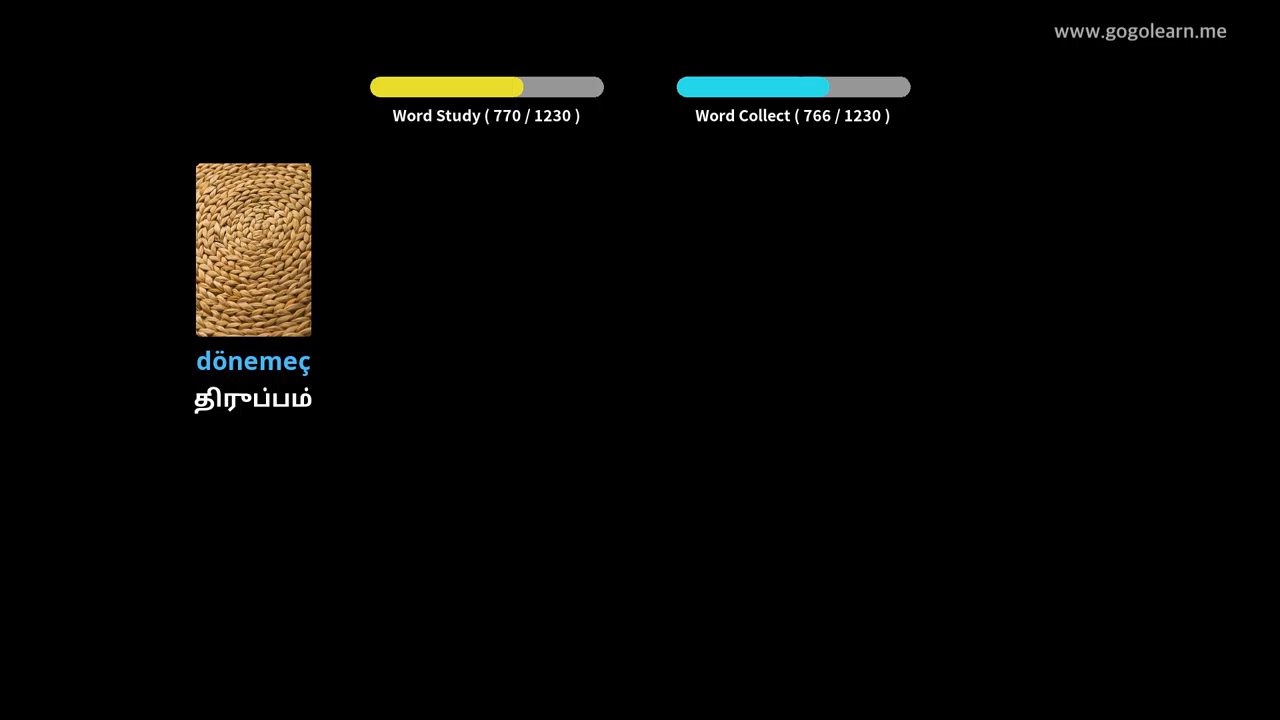 www.gogolearn.me
Word Study ( 770 / 1230 )
Word Collect ( 766 / 1230 )
dönemeç
திருப்பம்